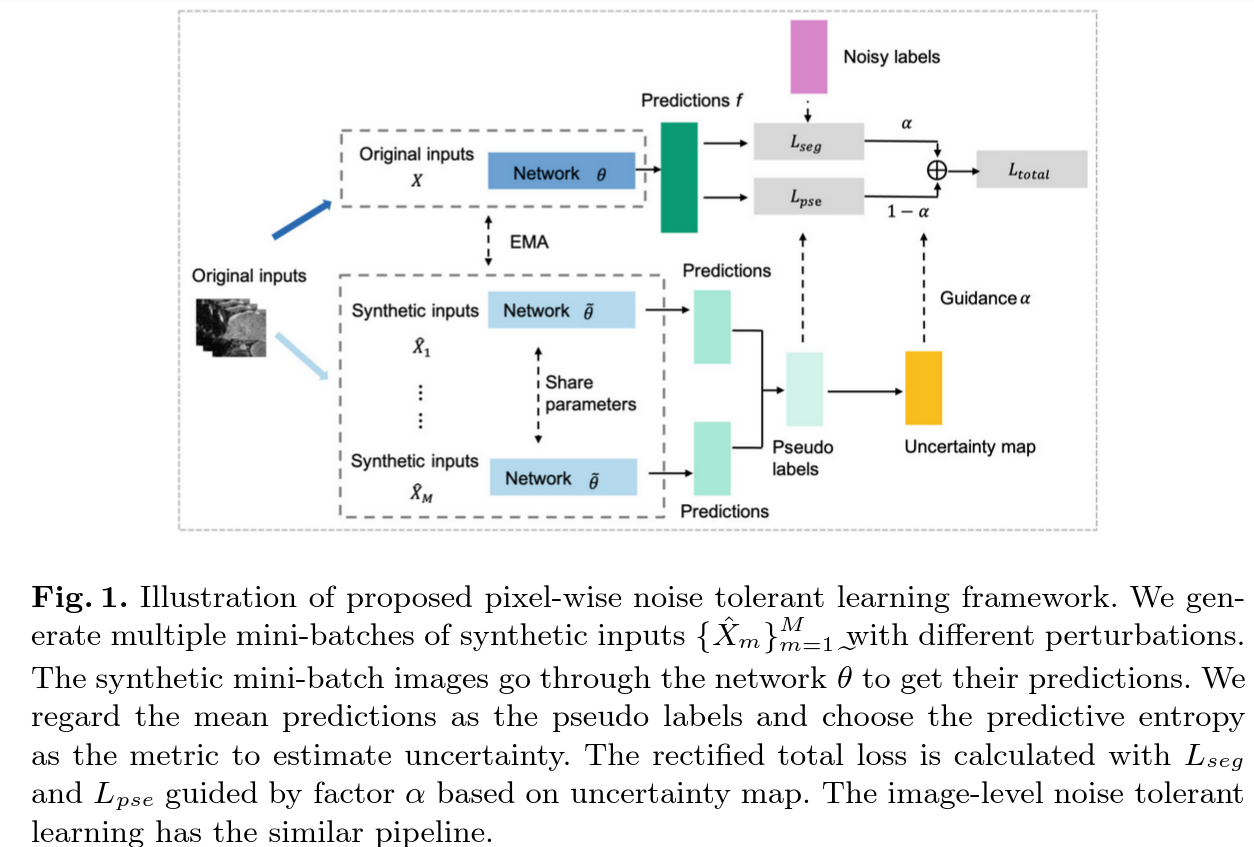 Noisy labels
Predictions f
α
Original inputs
X
Network θ
L_seg
L_total
L_pse
1 − α
EMA
Original inputs
Predictions
Synthetic inputs
X̂_1
Network θ̃
Guidance α
⋮
⋮
Share
parameters
Pseudo
labels
Uncertainty map
Synthetic inputs
X̂_M
Network θ̃
Predictions
Fig. 1. Illustration of proposed pixel-wise noise tolerant learning framework. We gen-
erate multiple mini-batches of synthetic inputs {X̂_m}_{m=1}^M with different perturbations.
The synthetic mini-batch images go through the network θ̃ to get their predictions. We
regard the mean predictions as the pseudo labels and choose the predictive entropy
as the metric to estimate uncertainty. The rectified total loss is calculated with L_seg
and L_pse guided by factor α based on uncertainty map. The image-level noise tolerant
learning has the similar pipeline.